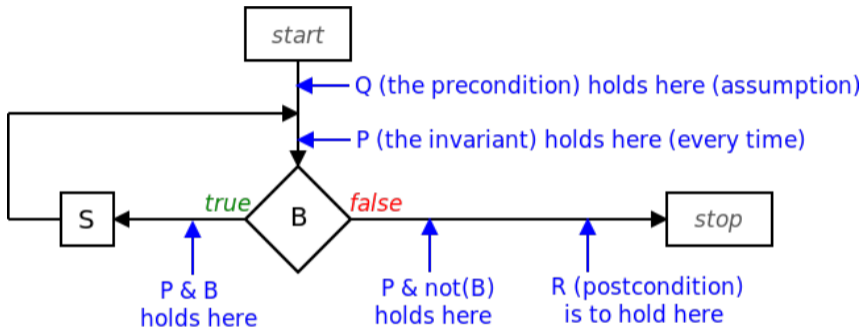 start
Q (the precondition) holds here (assumption)
P (the invariant) holds here (every time)
true
B
false
S
stop
P & B
holds here
P & not(B)
holds here
R (postcondition)
is to hold here